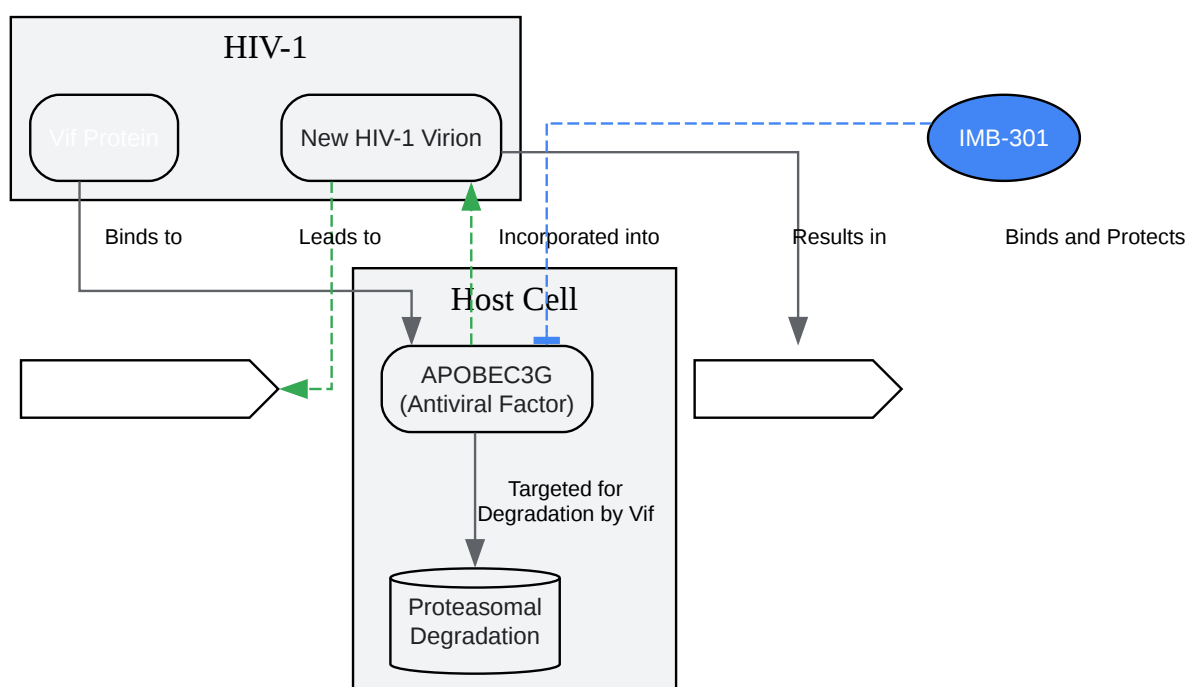 HIV-1
Vif Protein
New HIV-1 Virion
IMB-301
Binds to
Leads to
Incorporated into
Results in
Binds and Protects
Host Cell
APOBEC3G
(Antiviral Factor)
Targeted for
Degradation by Vif
Proteasomal
Degradation